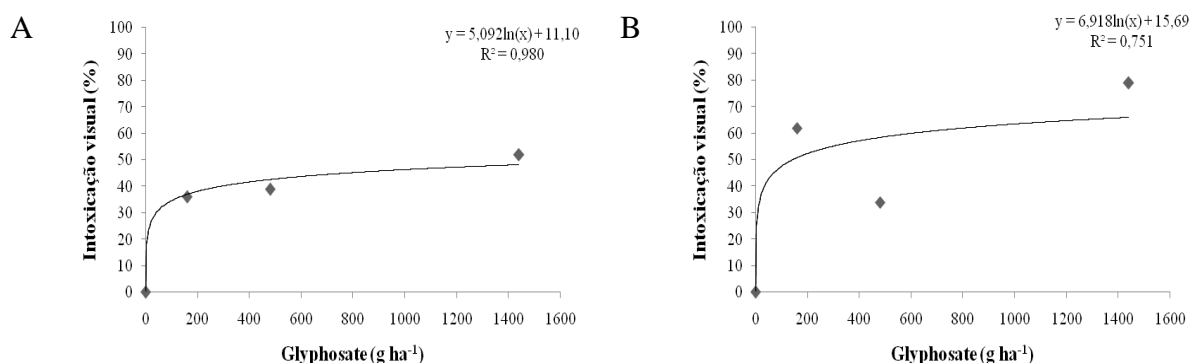 A
y = 5,092ln(x) + 11,10
R² = 0,980
Intoxicação visual (%)
100
90
80
70
60
50
40
30
20
10
0
0 200 400 600 800 1000 1200 1400 1600
Glyphosate (g ha⁻¹)
B
y = 6,918ln(x) + 15,69
R² = 0,751
Intoxicação visual (%)
100
90
80
70
60
50
40
30
20
10
0
0 200 400 600 800 1000 1200 1400 1600
Glyphosate (g ha⁻¹)